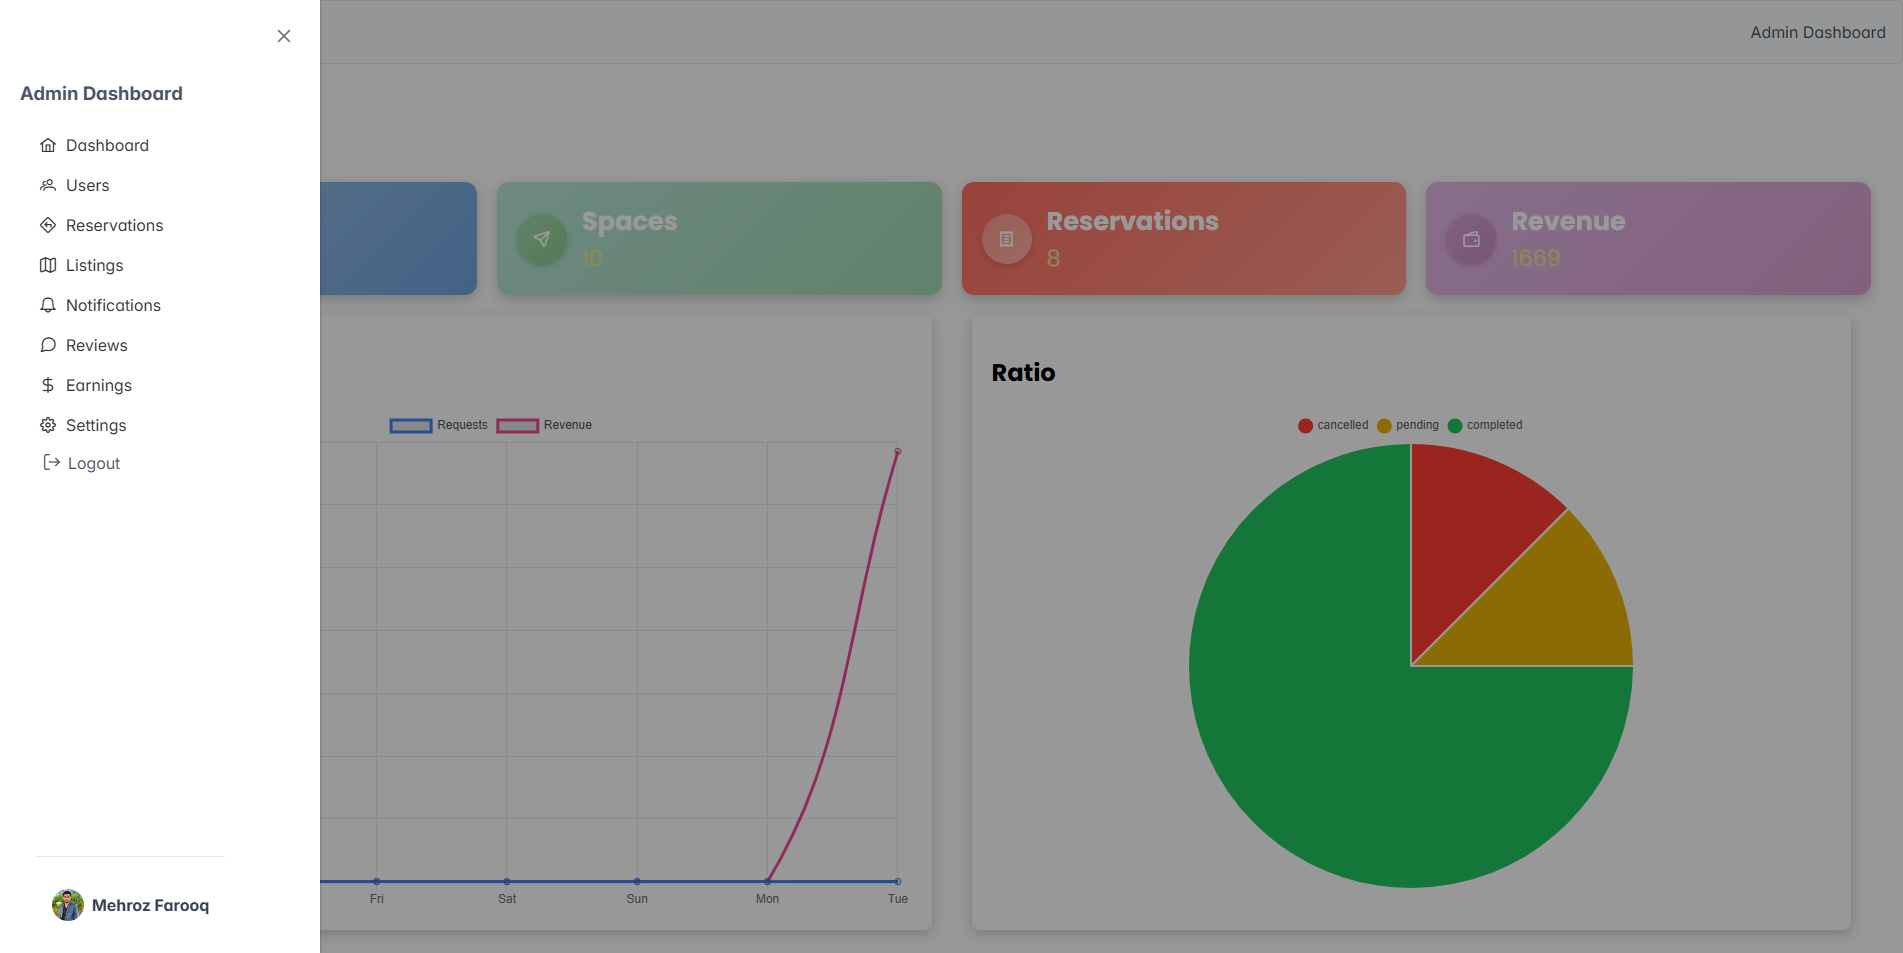 Admin Dashboard
Admin Dashboard
Dashboard
Users
Reservations
Listings
Notifications
Reviews
Earnings
Settings
Logout
Mehroz Farooq
Spaces
10
Reservations
8
Revenue
1669
Requests Revenue
Fri Sat Sun Mon Tue
Ratio
cancelled pending completed